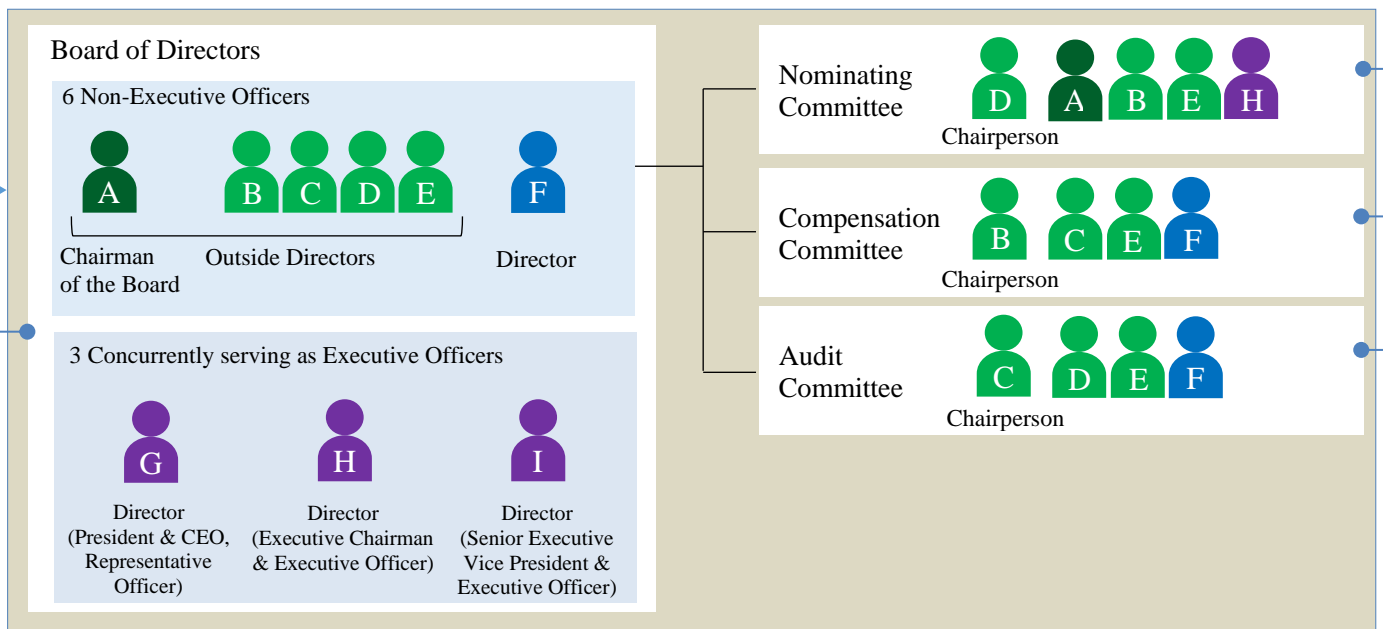 Board of Directors
6 Non-Executive Officers
A
B C D E
F
Chairman
of the Board
Outside Directors
Director
3 Concurrently serving as Executive Officers
G
H
I
Director
(President & CEO,
Representative
Officer)
Director
(Executive Chairman
& Executive Officer)
Director
(Senior Executive
Vice President &
Executive Officer)
Nominating
Committee
D A B E H
Chairperson
Compensation
Committee
B C E F
Chairperson
Audit
Committee
C D E F
Chairperson